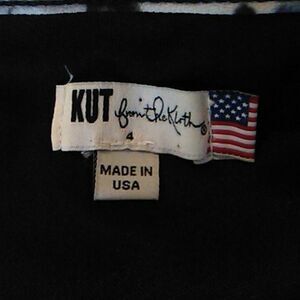 KUT from the Kloth®
4
MADE IN
USA